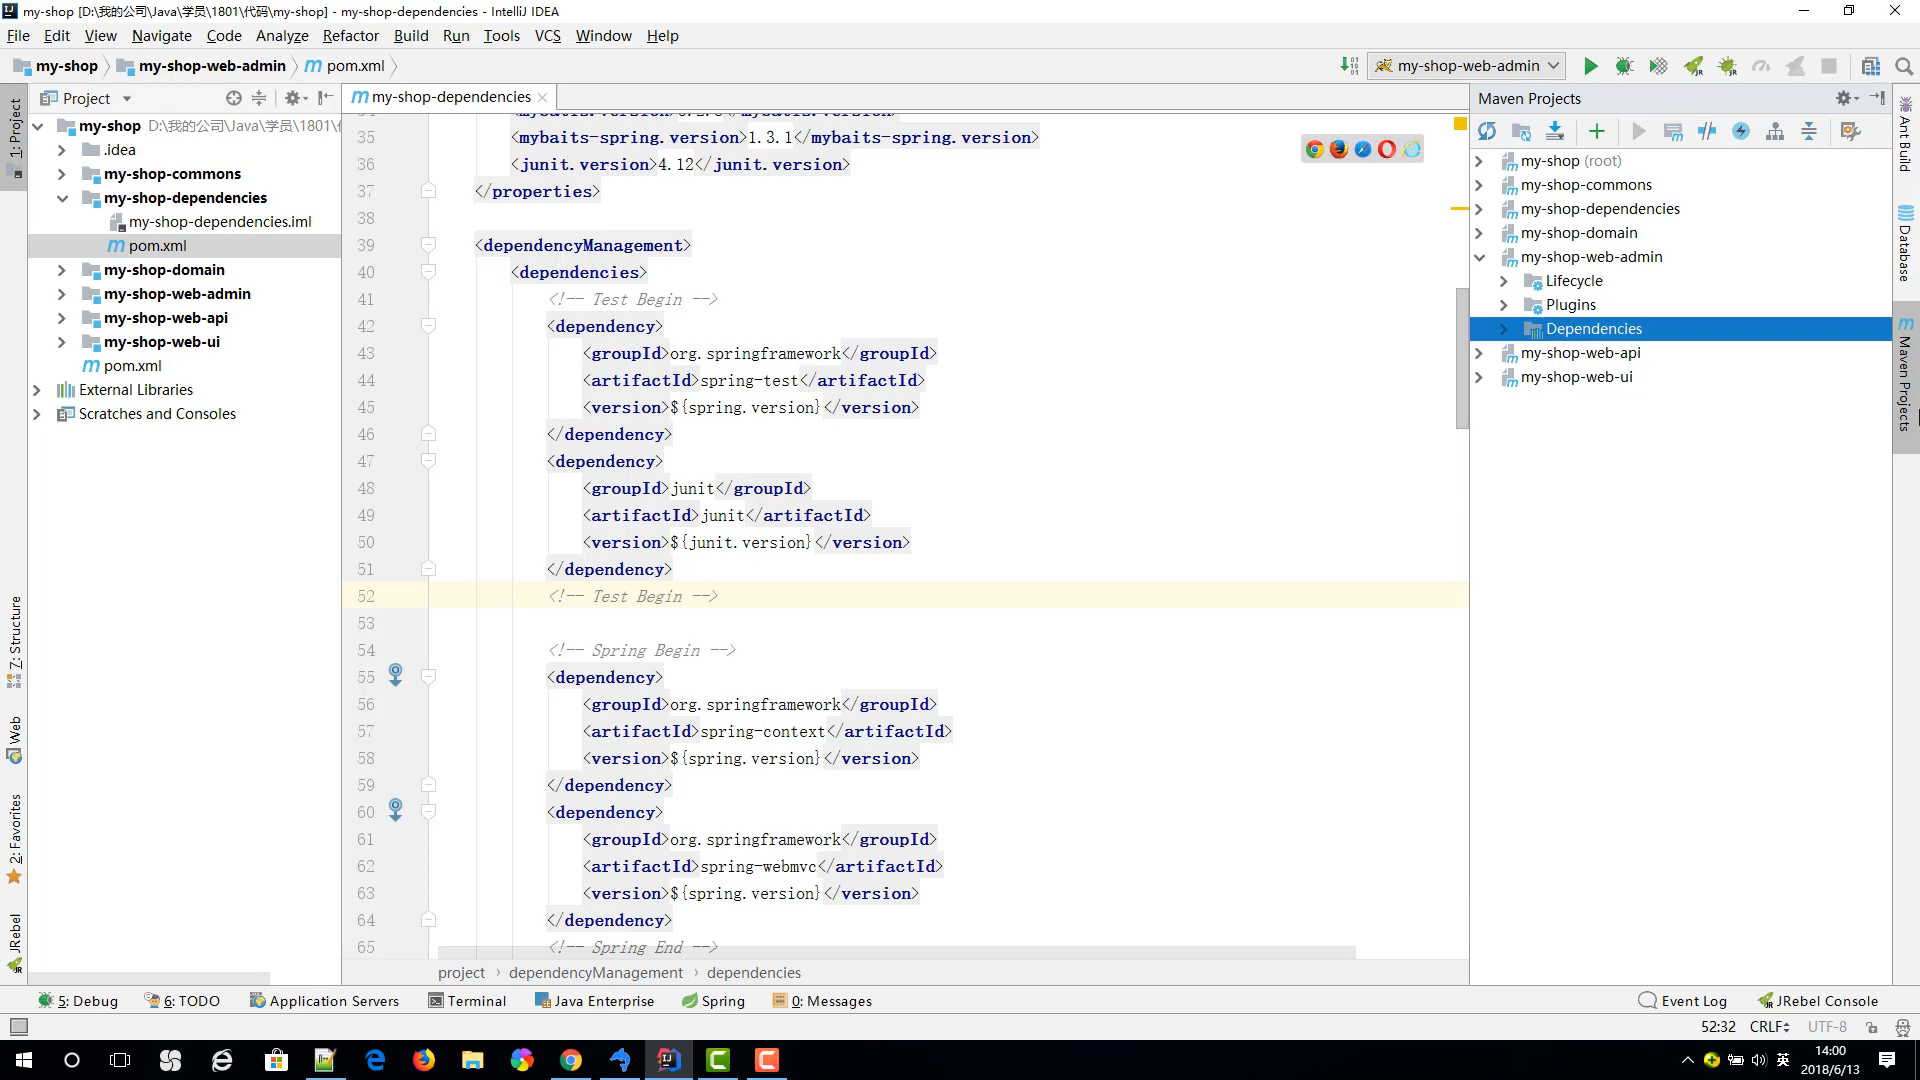 my-shop [D:\我的公司\Java\学员\1801\代码\my-shop] - my-shop-dependencies - IntelliJ IDEA
File Edit View Navigate Code Analyze Refactor Build Run Tools VCS Window Help
my-shop my-shop-web-admin pom.xml my-shop-web-admin
1: Project
Project
my-shop D:\我的公司\Java\学员\1801\
.idea
my-shop-commons
my-shop-dependencies
my-shop-dependencies.iml
pom.xml
my-shop-domain
my-shop-web-admin
my-shop-web-api
my-shop-web-ui
pom.xml
External Libraries
Scratches and Consoles
7: Structure
Web
2: Favorites
JRebel
my-shop-dependencies
35 <mybaits-spring.version>1.3.1</mybaits-spring.version>
36 <junit.version>4.12</junit.version>
37 </properties>
38
39 <dependencyManagement>
40 <dependencies>
41 <!-- Test Begin -->
42 <dependency>
43 <groupId>org.springframework</groupId>
44 <artifactId>spring-test</artifactId>
45 <version>${spring.version}</version>
46 </dependency>
47 <dependency>
48 <groupId>junit</groupId>
49 <artifactId>junit</artifactId>
50 <version>${junit.version}</version>
51 </dependency>
52 <!-- Test Begin -->
53
54 <!-- Spring Begin -->
55 <dependency>
56 <groupId>org.springframework</groupId>
57 <artifactId>spring-context</artifactId>
58 <version>${spring.version}</version>
59 </dependency>
60 <dependency>
61 <groupId>org.springframework</groupId>
62 <artifactId>spring-webmvc</artifactId>
63 <version>${spring.version}</version>
64 </dependency>
65 <!-- Spring End -->
project › dependencyManagement › dependencies
Maven Projects
my-shop (root)
my-shop-commons
my-shop-dependencies
my-shop-domain
my-shop-web-admin
Lifecycle
Plugins
Dependencies
my-shop-web-api
my-shop-web-ui
Ant Build
Database
Maven Projects
5: Debug 6: TODO Application Servers Terminal Java Enterprise Spring 0: Messages Event Log JRebel Console
52:32 CRLF UTF-8
英 14:00
2018/6/13